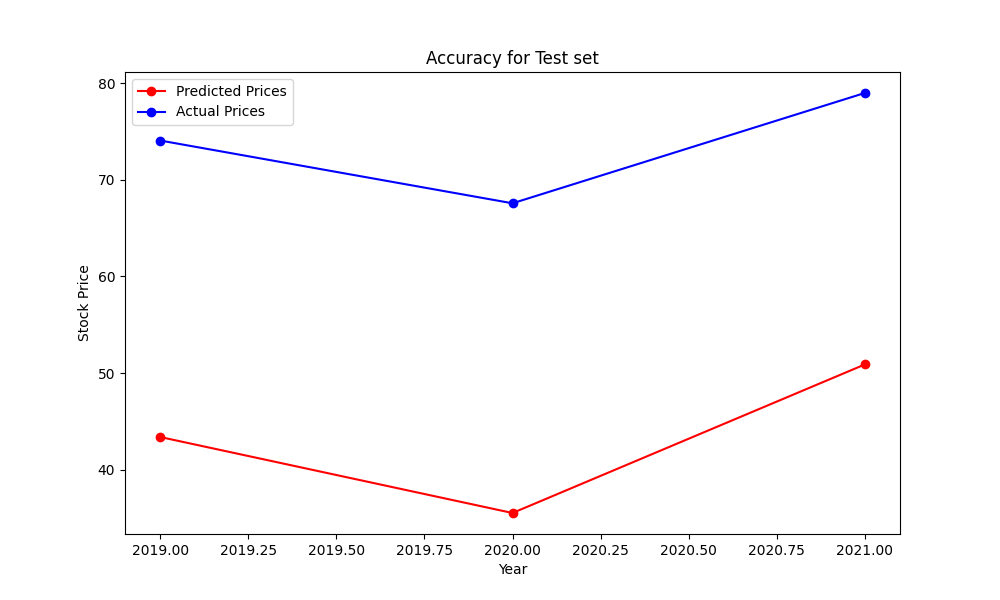 Accuracy for Test set
Predicted Prices
Actual Prices
80
70
60
50
40
Stock Price
2019.00 2019.25 2019.50 2019.75 2020.00 2020.25 2020.50 2020.75 2021.00
Year